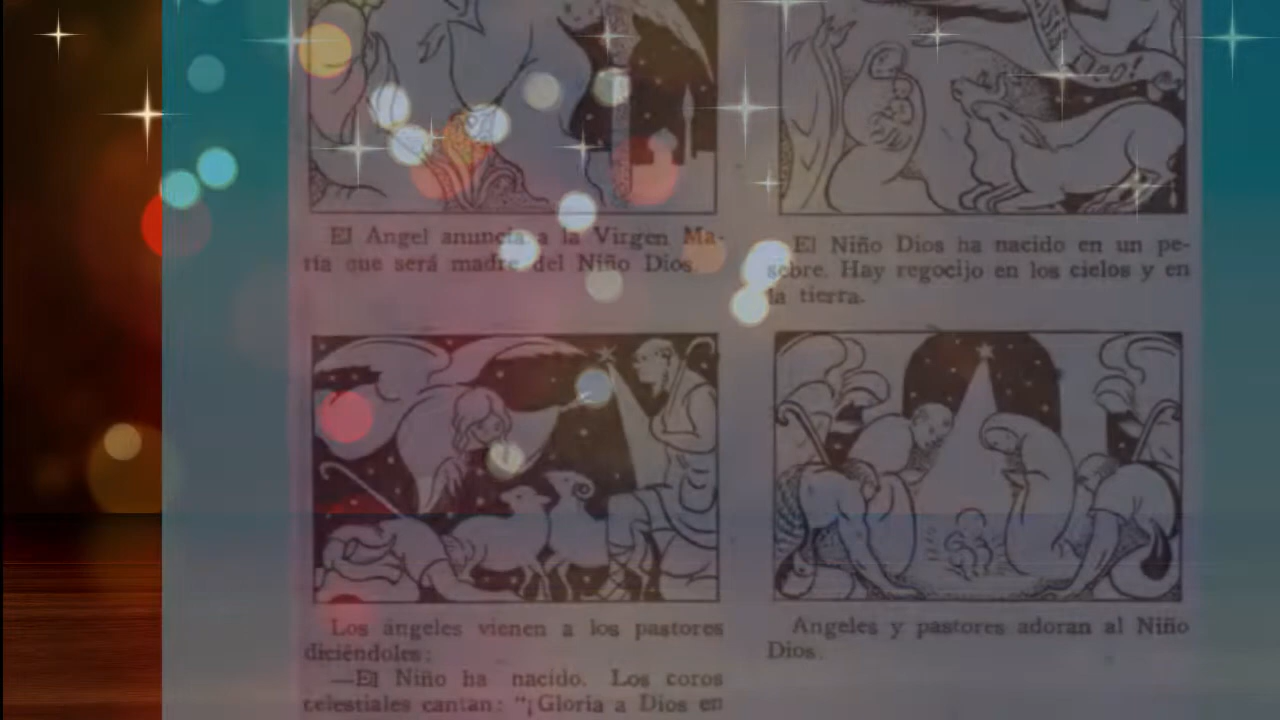 Deo!
El Angel anuncia a la Virgen Ma-
ría que será madre del Niño Dios.
El Niño Dios ha nacido en un pe-
sebre. Hay regocijo en los cielos y en
la tierra.
Los ángeles vienen a los pastores
diciéndoles:
—El Niño ha nacido. Los coros
celestiales cantan: "¡Gloria a Dios en
Angeles y pastores adoran al Niño
Dios.